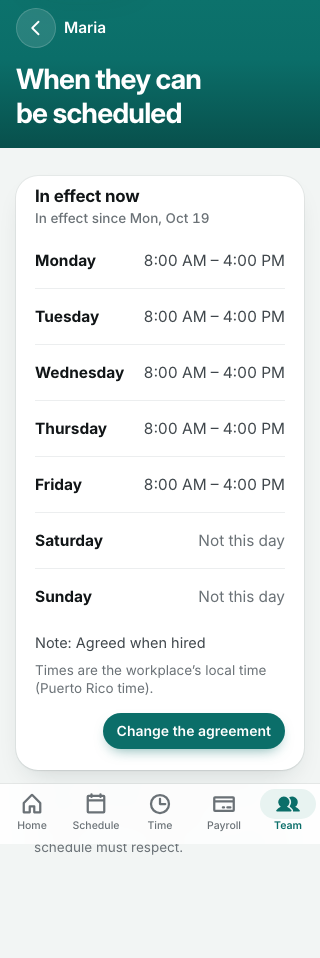 Maria
When they can
be scheduled
In effect now
In effect since Mon, Oct 19
Monday 8:00 AM – 4:00 PM
Tuesday 8:00 AM – 4:00 PM
Wednesday 8:00 AM – 4:00 PM
Thursday 8:00 AM – 4:00 PM
Friday 8:00 AM – 4:00 PM
Saturday Not this day
Sunday Not this day
Note: Agreed when hired
Times are the workplace’s local time
(Puerto Rico time).
Change the agreement
Home Schedule Time Payroll Team
schedule must respect.